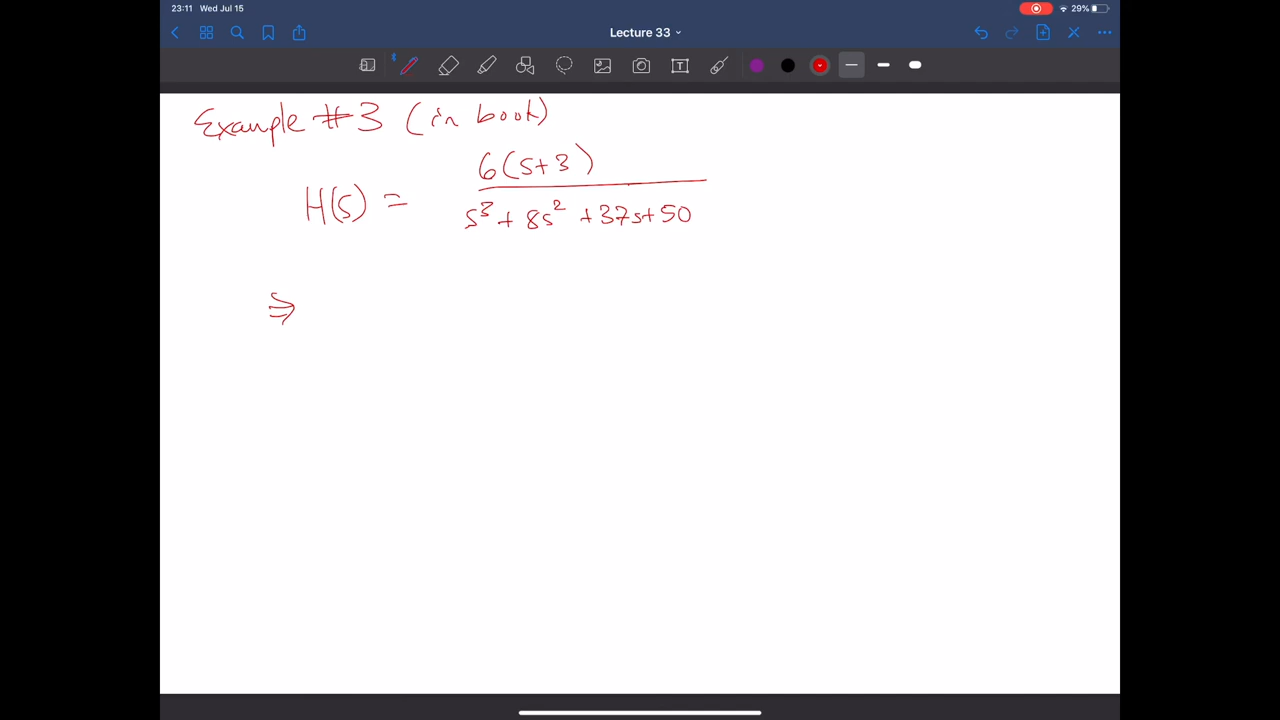 23:11 Wed Jul 15
29%
Lecture 33
T
Example #3 (in book)
6(s+3)
H(s) =
s³ + 8s² + 37s + 50
⇒